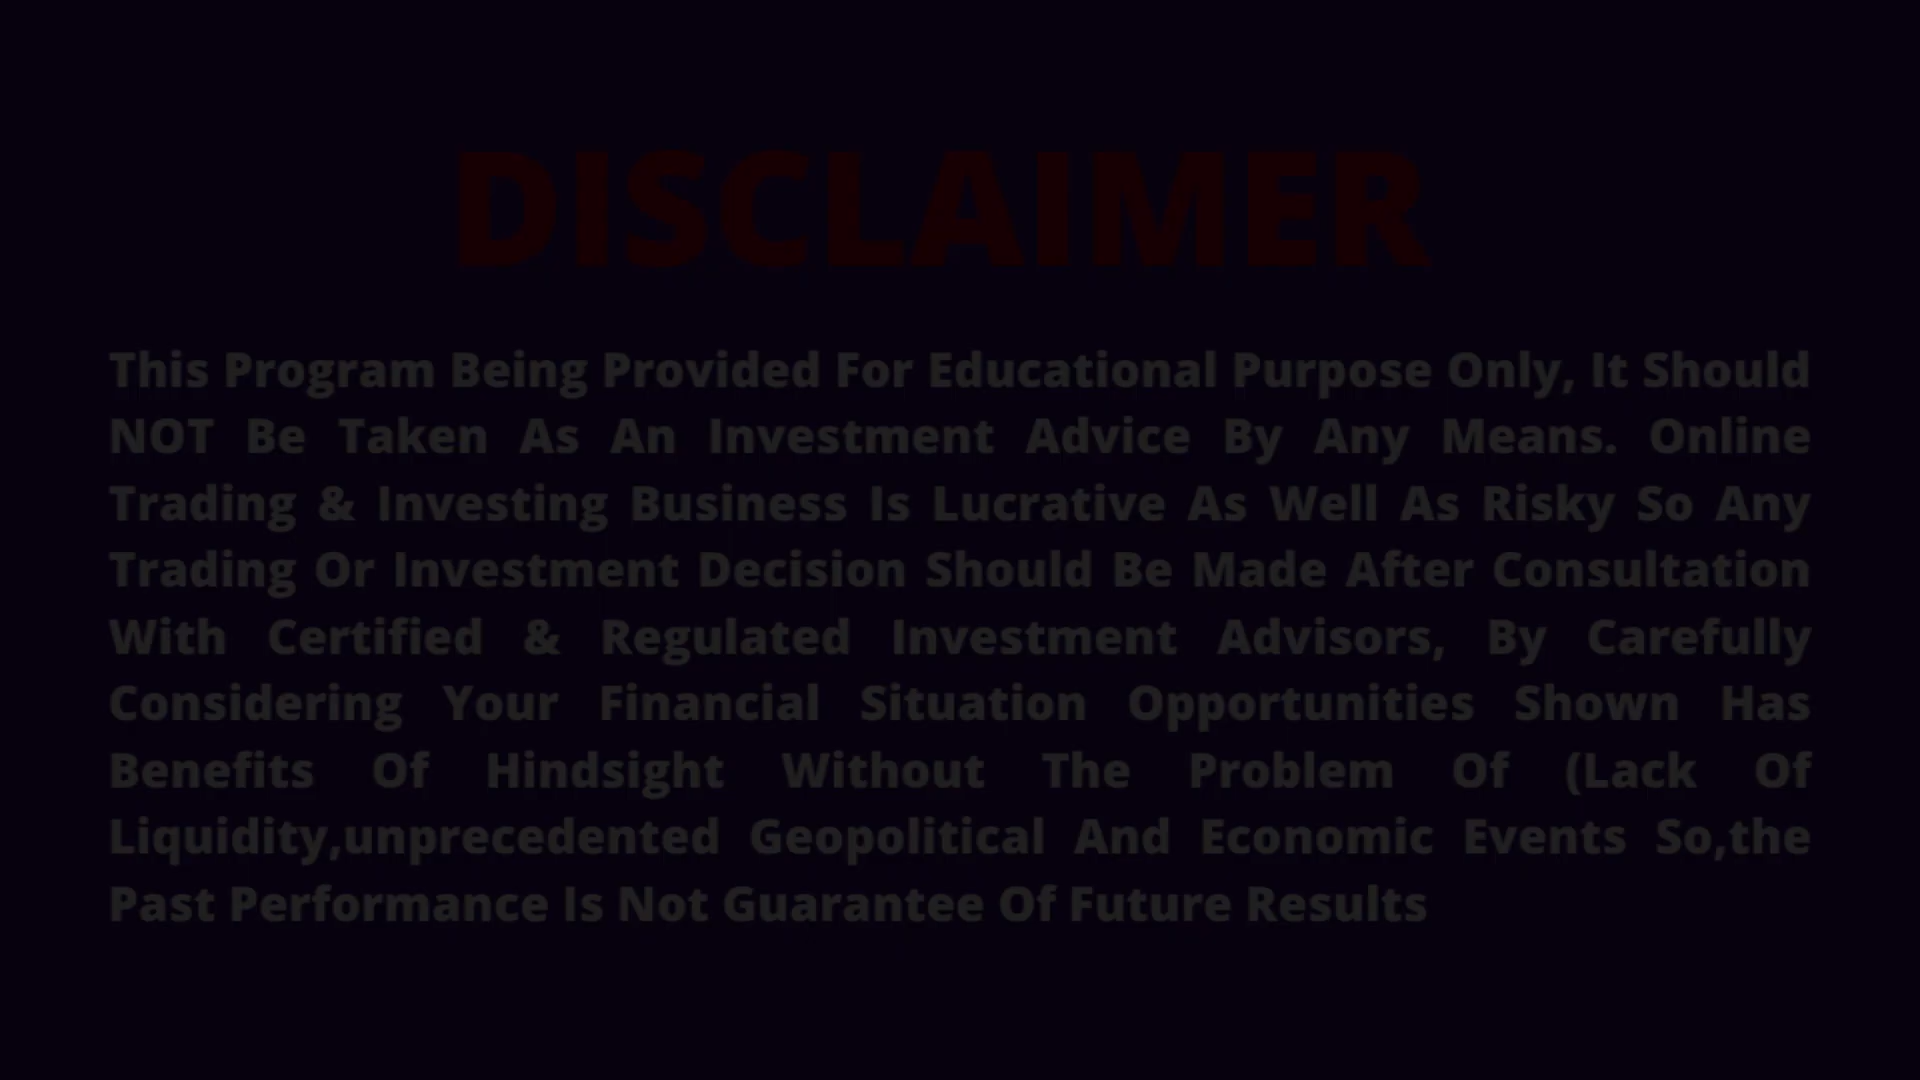 DISCLAIMER
This Program Being Provided For Educational Purpose Only, It Should
NOT Be Taken As An Investment Advice By Any Means. Online
Trading & Investing Business Is Lucrative As Well As Risky So Any
Trading Or Investment Decision Should Be Made After Consultation
With Certified & Regulated Investment Advisors, By Carefully
Considering Your Financial Situation Opportunities Shown Has
Benefits Of Hindsight Without The Problem Of (Lack Of
Liquidity,unprecedented Geopolitical And Economic Events So,the
Past Performance Is Not Guarantee Of Future Results